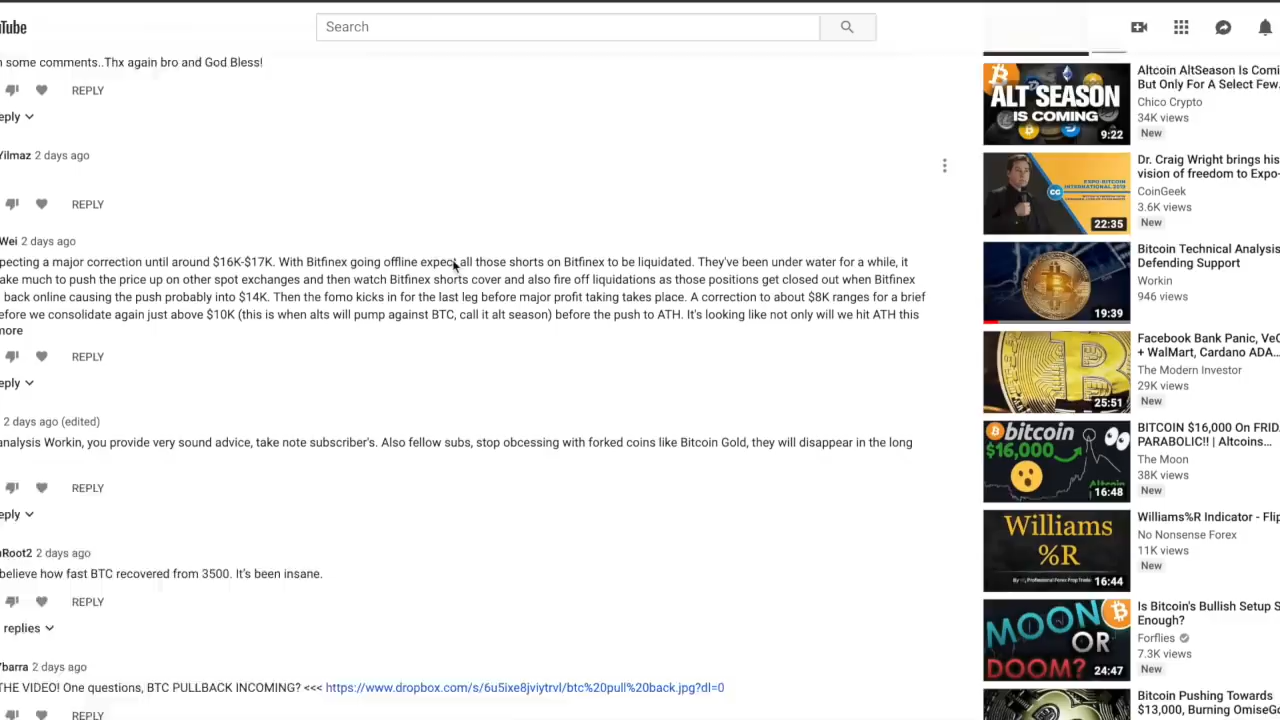 Tube
Search
some comments..Thx again bro and God Bless!
REPLY
eply
Yilmaz 2 days ago
REPLY
Wei 2 days ago
pecting a major correction until around $16K-$17K. With Bitfinex going offline expect all those shorts on Bitfinex to be liquidated. They've been under water for a while, it
ake much to push the price up on other spot exchanges and then watch Bitfinex shorts cover and also fire off liquidations as those positions get closed out when Bitfinex
back online causing the push probably into $14K. Then the fomo kicks in for the last leg before major profit taking takes place. A correction to about $8K ranges for a brief
efore we consolidate again just above $10K (this is when alts will pump against BTC, call it alt season) before the push to ATH. It's looking like not only will we hit ATH this
more
REPLY
eply
2 days ago (edited)
analysis Workin, you provide very sound advice, take note subscriber's. Also fellow subs, stop obcessing with forked coins like Bitcoin Gold, they will disappear in the long
REPLY
eply
Root2 2 days ago
believe how fast BTC recovered from 3500. It's been insane.
REPLY
replies
barra 2 days ago
THE VIDEO! One questions, BTC PULLBACK INCOMING? <<< https://www.dropbox.com/s/6u5ixe8jviytrvl/btc%20pull%20back.jpg?dl=0
REPLY
ALT SEASON
IS COMING
9:22
Altcoin AltSeason Is Comi
But Only For A Select Few.
Chico Crypto
34K views
New
EXPO-BITCOIN
INTERNATIONAL 2019
CC
22:35
Dr. Craig Wright brings his
vision of freedom to Expo-
CoinGeek
3.6K views
New
19:39
Bitcoin Technical Analysis
Defending Support
Workin
946 views
25:51
Facebook Bank Panic, VeC
+ WalMart, Cardano ADA...
The Modern Investor
29K views
New
bitcoin
$16,000
Altcoin
16:48
BITCOIN $16,000 On FRID
PARABOLIC!! | Altcoins...
The Moon
38K views
New
Williams
%R
16:44
Williams%R Indicator - Flip
No Nonsense Forex
11K views
New
MOON
OR
DOOM?
24:47
Is Bitcoin's Bullish Setup S
Enough?
Forflies
7.3K views
New
Bitcoin Pushing Towards
$13,000, Burning OmiseGo